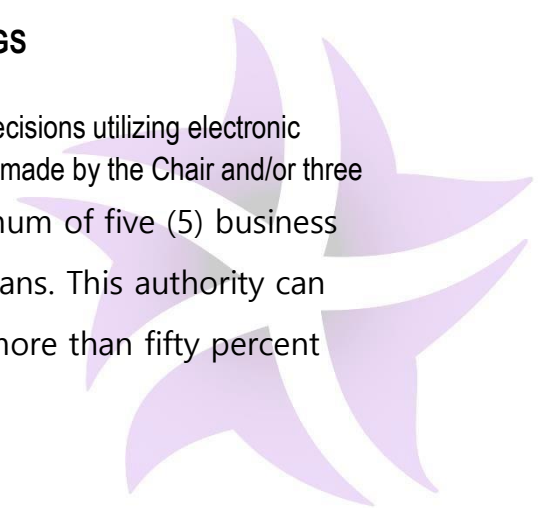 GS
ecisions utilizing electronic
made by the Chair and/or three
num of five (5) business
ans. This authority can
more than fifty percent